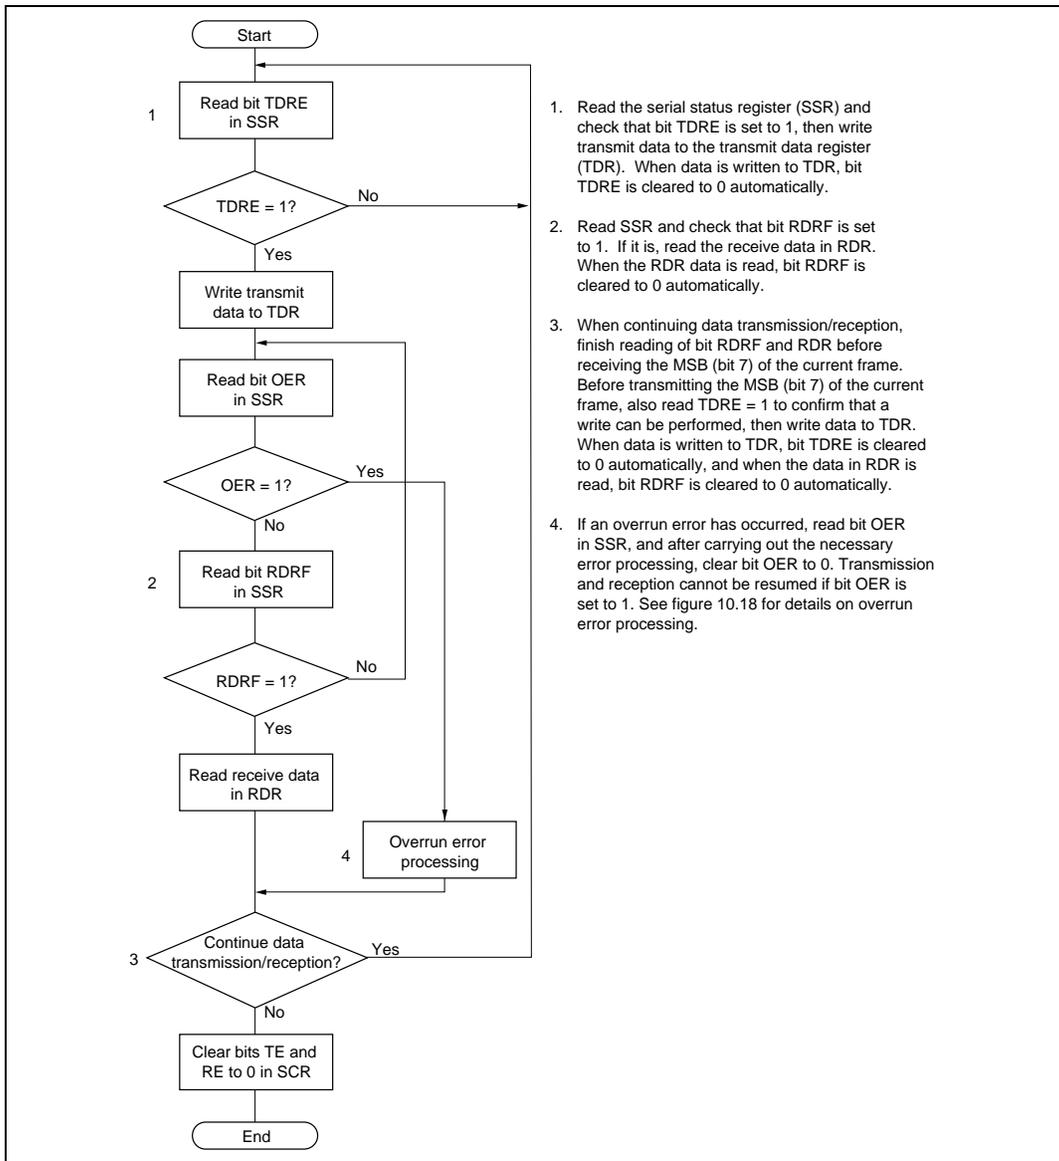 Start
1
Read bit TDRE
in SSR
TDRE = 1?
No
Yes
Write transmit
data to TDR
Read bit OER
in SSR
OER = 1?
Yes
No
2
Read bit RDRF
in SSR
RDRF = 1?
No
Yes
Read receive data
in RDR
4
Overrun error
processing
3
Continue data
transmission/reception?
Yes
No
Clear bits TE and
RE to 0 in SCR
End
1. Read the serial status register (SSR) and
check that bit TDRE is set to 1, then write
transmit data to the transmit data register
(TDR). When data is written to TDR, bit
TDRE is cleared to 0 automatically.
2. Read SSR and check that bit RDRF is set
to 1. If it is, read the receive data in RDR.
When the RDR data is read, bit RDRF is
cleared to 0 automatically.
3. When continuing data transmission/reception,
finish reading of bit RDRF and RDR before
receiving the MSB (bit 7) of the current frame.
Before transmitting the MSB (bit 7) of the current
frame, also read TDRE = 1 to confirm that a
write can be performed, then write data to TDR.
When data is written to TDR, bit TDRE is cleared
to 0 automatically, and when the data in RDR is
read, bit RDRF is cleared to 0 automatically.
4. If an overrun error has occurred, read bit OER
in SSR, and after carrying out the necessary
error processing, clear bit OER to 0. Transmission
and reception cannot be resumed if bit OER is
set to 1. See figure 10.18 for details on overrun
error processing.